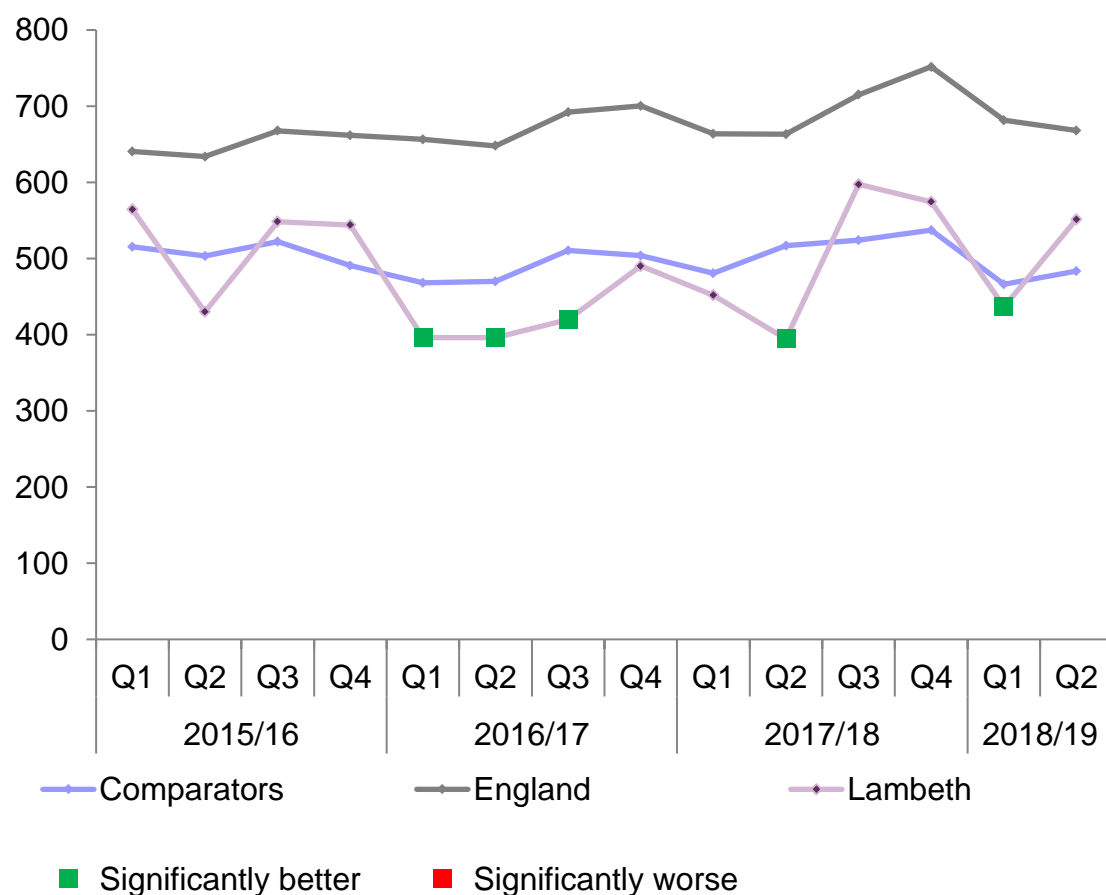 800
700
600
500
400
300
200
100
0
Q1 Q2 Q3 Q4 Q1 Q2 Q3 Q4 Q1 Q2 Q3 Q4 Q1 Q2
2015/16 2016/17 2017/18 2018/19
Comparators England Lambeth
Significantly better Significantly worse